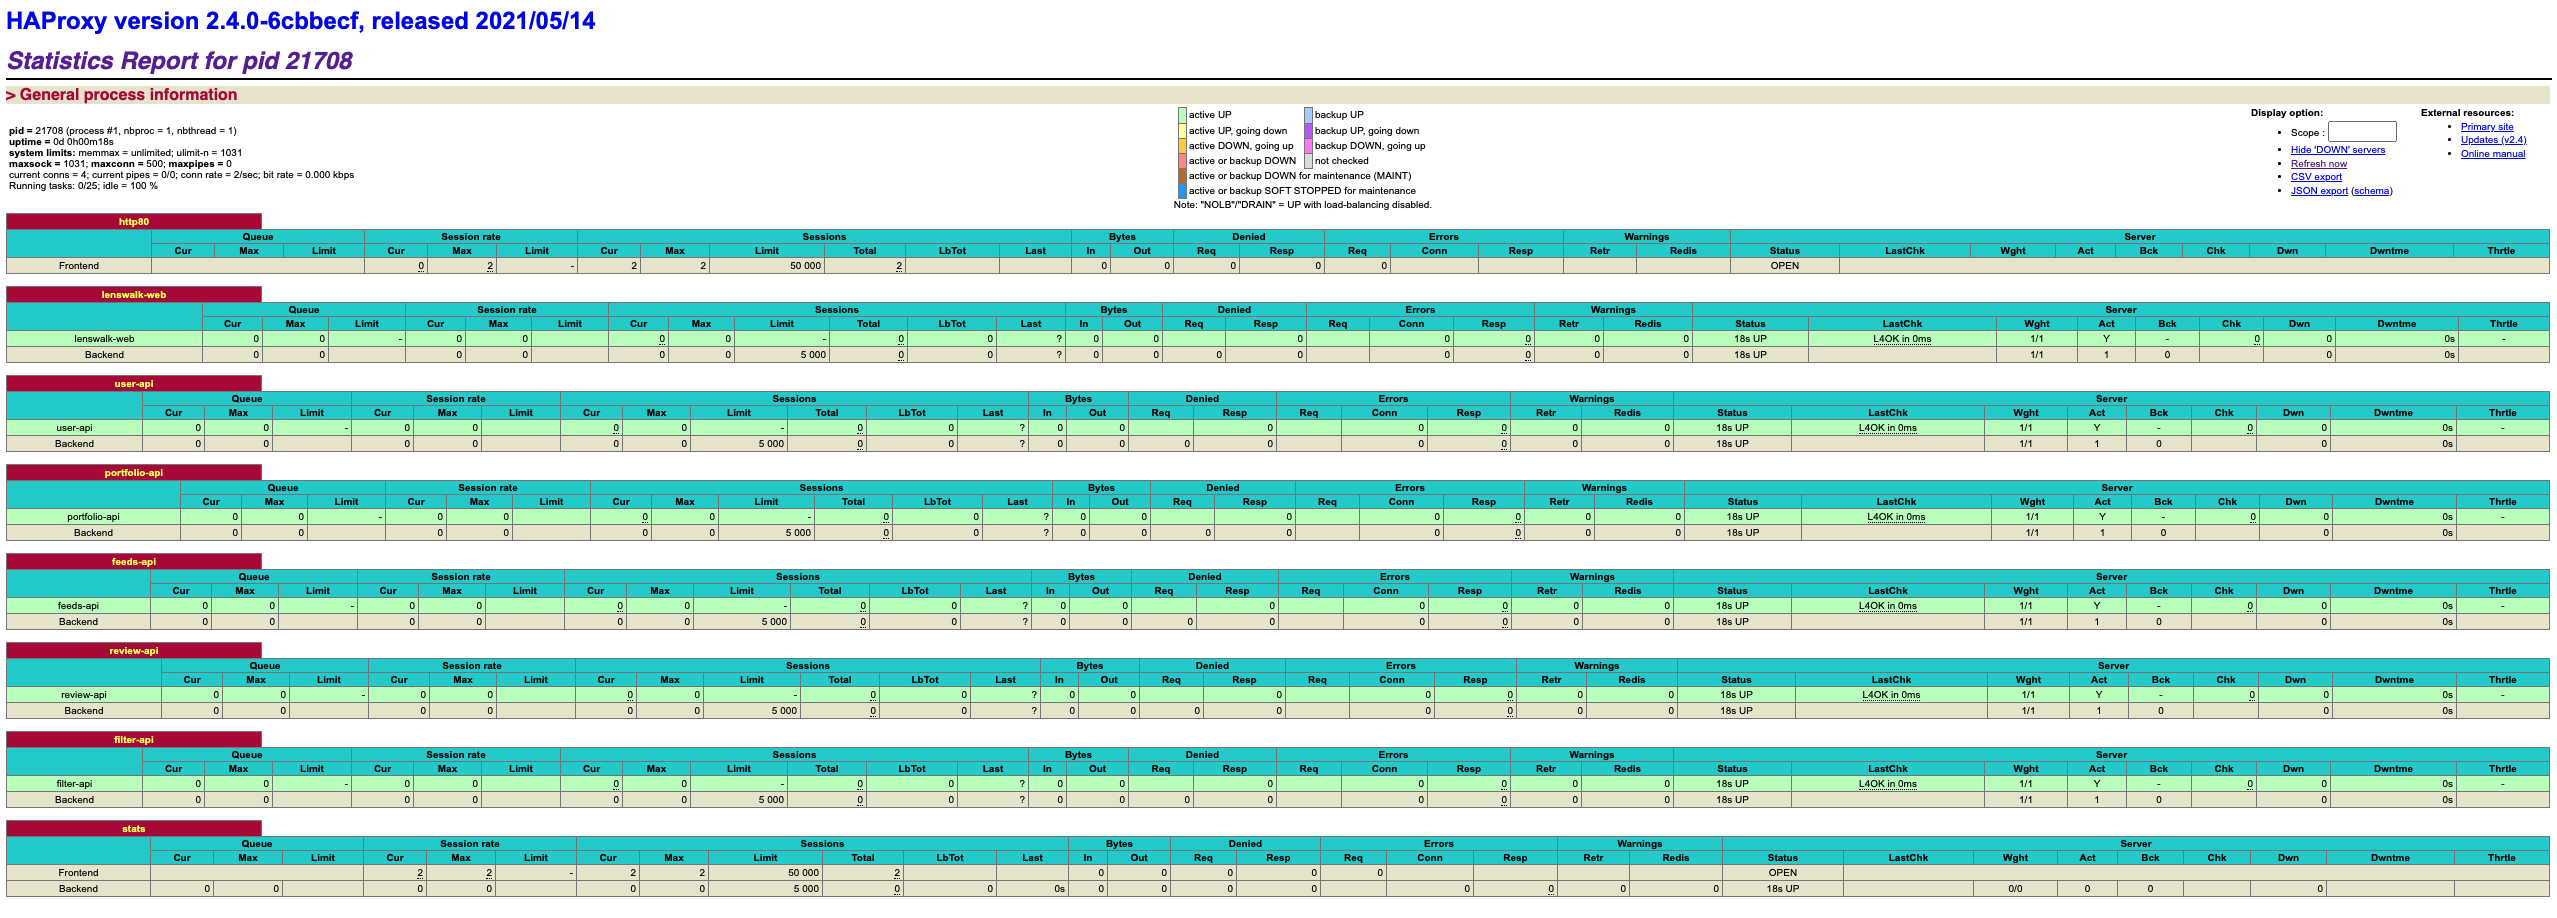 HAProxy version 2.4.0-6cbbecf, released 2021/05/14
Statistics Report for pid 21708
> General process information
pid = 21708 (process #1, nbproc = 1, nbthread = 1)
uptime = 0d 0h00m18s
system limits: memmax = unlimited; ulimit-n = 1031
maxsock = 1031; maxconn = 500; maxpipes = 0
current conns = 4; current pipes = 0/0; conn rate = 2/sec; bit rate = 0.000 kbps
Running tasks: 0/25; idle = 100 %
active UP backup UP
active UP, going down backup UP, going down
active DOWN, going up backup DOWN, going up
active or backup DOWN not checked
active or backup DOWN for maintenance (MAINT)
active or backup SOFT STOPPED for maintenance
Note: "NOLB"/"DRAIN" = UP with load-balancing disabled.
Display option:
• Scope :
• Hide 'DOWN' servers
• Refresh now
• CSV export
• JSON export (schema)
External resources:
• Primary site
• Updates (v2.4)
• Online manual
http80
Queue Session rate Sessions Bytes Denied Errors Warnings Server
Cur Max Limit Cur Max Limit Cur Max Limit Total LbTot Last In Out Req Resp Req Conn Resp Retr Redis Status LastChk Wght Act Bck Chk Dwn Dwntme Thrtle
Frontend 0 2 - 2 2 50 000 2 0 0 0 0 0 OPEN
lenswalk-web
Queue Session rate Sessions Bytes Denied Errors Warnings Server
Cur Max Limit Cur Max Limit Cur Max Limit Total LbTot Last In Out Req Resp Req Conn Resp Retr Redis Status LastChk Wght Act Bck Chk Dwn Dwntme Thrtle
lenswalk-web 0 0 - 0 0 0 0 - 0 0 ? 0 0 0 0 0 0 0 18s UP L4OK in 0ms 1/1 Y - 0 0 0s -
Backend 0 0 0 0 0 0 5 000 0 0 ? 0 0 0 0 0 0 0 0 18s UP 1/1 1 0 0 0s
user-api
Queue Session rate Sessions Bytes Denied Errors Warnings Server
Cur Max Limit Cur Max Limit Cur Max Limit Total LbTot Last In Out Req Resp Req Conn Resp Retr Redis Status LastChk Wght Act Bck Chk Dwn Dwntme Thrtle
user-api 0 0 - 0 0 0 0 - 0 0 ? 0 0 0 0 0 0 0 18s UP L4OK in 0ms 1/1 Y - 0 0 0s -
Backend 0 0 0 0 0 0 5 000 0 0 ? 0 0 0 0 0 0 0 0 18s UP 1/1 1 0 0 0s
portfolio-api
Queue Session rate Sessions Bytes Denied Errors Warnings Server
Cur Max Limit Cur Max Limit Cur Max Limit Total LbTot Last In Out Req Resp Req Conn Resp Retr Redis Status LastChk Wght Act Bck Chk Dwn Dwntme Thrtle
portfolio-api 0 0 - 0 0 0 0 - 0 0 ? 0 0 0 0 0 0 0 18s UP L4OK in 0ms 1/1 Y - 0 0 0s -
Backend 0 0 0 0 0 0 5 000 0 0 ? 0 0 0 0 0 0 0 0 18s UP 1/1 1 0 0 0s
feeds-api
Queue Session rate Sessions Bytes Denied Errors Warnings Server
Cur Max Limit Cur Max Limit Cur Max Limit Total LbTot Last In Out Req Resp Req Conn Resp Retr Redis Status LastChk Wght Act Bck Chk Dwn Dwntme Thrtle
feeds-api 0 0 - 0 0 0 0 - 0 0 ? 0 0 0 0 0 0 0 18s UP L4OK in 0ms 1/1 Y - 0 0 0s -
Backend 0 0 0 0 0 0 5 000 0 0 ? 0 0 0 0 0 0 0 0 18s UP 1/1 1 0 0 0s
review-api
Queue Session rate Sessions Bytes Denied Errors Warnings Server
Cur Max Limit Cur Max Limit Cur Max Limit Total LbTot Last In Out Req Resp Req Conn Resp Retr Redis Status LastChk Wght Act Bck Chk Dwn Dwntme Thrtle
review-api 0 0 - 0 0 0 0 - 0 0 ? 0 0 0 0 0 0 0 18s UP L4OK in 0ms 1/1 Y - 0 0 0s -
Backend 0 0 0 0 0 0 5 000 0 0 ? 0 0 0 0 0 0 0 0 18s UP 1/1 1 0 0 0s
filter-api
Queue Session rate Sessions Bytes Denied Errors Warnings Server
Cur Max Limit Cur Max Limit Cur Max Limit Total LbTot Last In Out Req Resp Req Conn Resp Retr Redis Status LastChk Wght Act Bck Chk Dwn Dwntme Thrtle
filter-api 0 0 - 0 0 0 0 - 0 0 ? 0 0 0 0 0 0 0 18s UP L4OK in 0ms 1/1 Y - 0 0 0s -
Backend 0 0 0 0 0 0 5 000 0 0 ? 0 0 0 0 0 0 0 0 18s UP 1/1 1 0 0 0s
stats
Queue Session rate Sessions Bytes Denied Errors Warnings Server
Cur Max Limit Cur Max Limit Cur Max Limit Total LbTot Last In Out Req Resp Req Conn Resp Retr Redis Status LastChk Wght Act Bck Chk Dwn Dwntme Thrtle
Frontend 2 2 - 2 2 50 000 2 0 0 0 0 0 OPEN
Backend 0 0 0 0 0 0 5 000 0 0 0s 0 0 0 0 0 0 0 0 18s UP 0/0 0 0 0